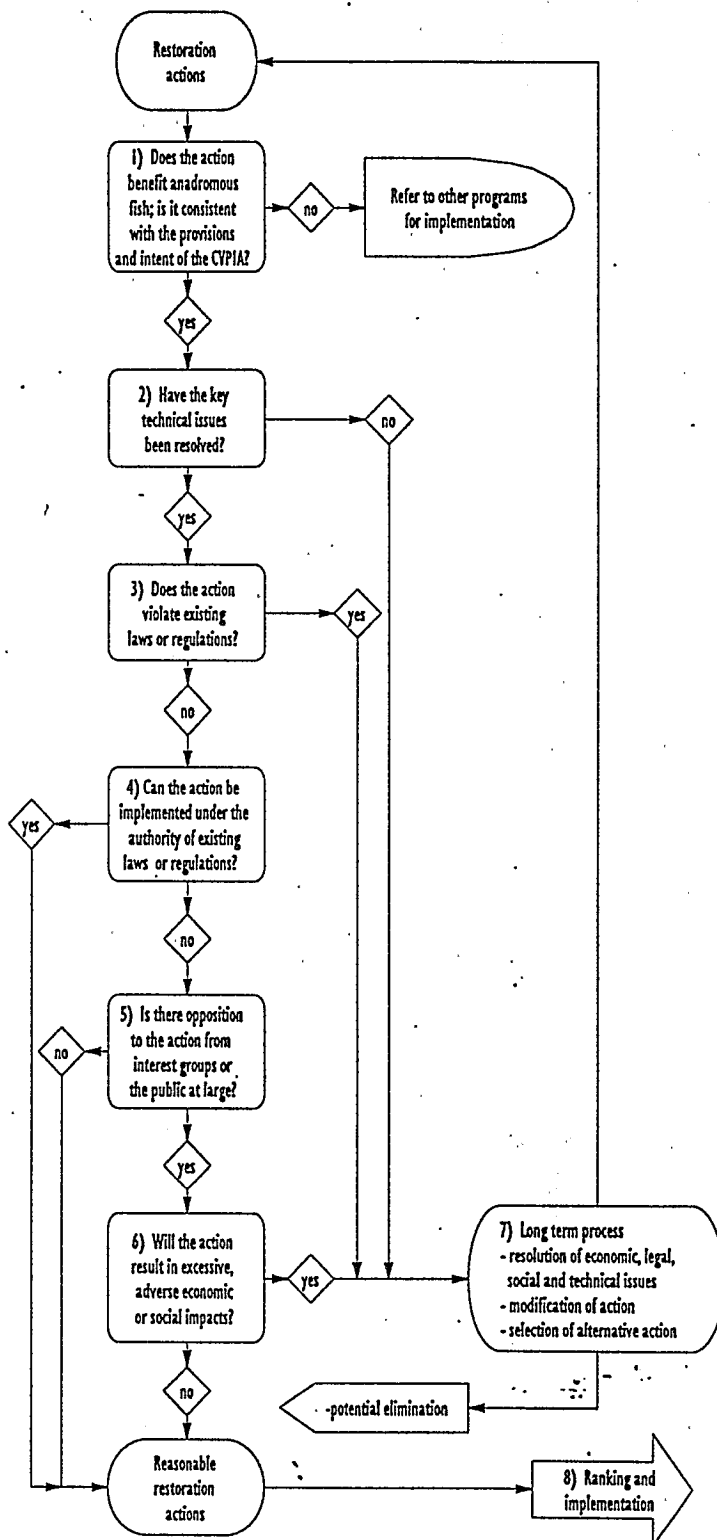 Restoration
actions
1) Does the action
benefit anadromous
fish; is it consistent
with the provisions
and intent of the CVPIA?
no
Refer to other programs
for implementation
yes
2) Have the key
technical issues
been resolved?
no
yes
3) Does the action
violate existing
laws or regulations?
yes
no
4) Can the action be
implemented under the
authority of existing
laws or regulations?
yes
no
5) Is there opposition
to the action from
interest groups or
the public at large?
no
yes
6) Will the action
result in excessive,
adverse economic
or social impacts?
yes
7) Long term process
- resolution of economic, legal,
social and technical issues
- modification of action
- selection of alternative action
no
-potential elimination
Reasonable
restoration
actions
8) Ranking and
implementation